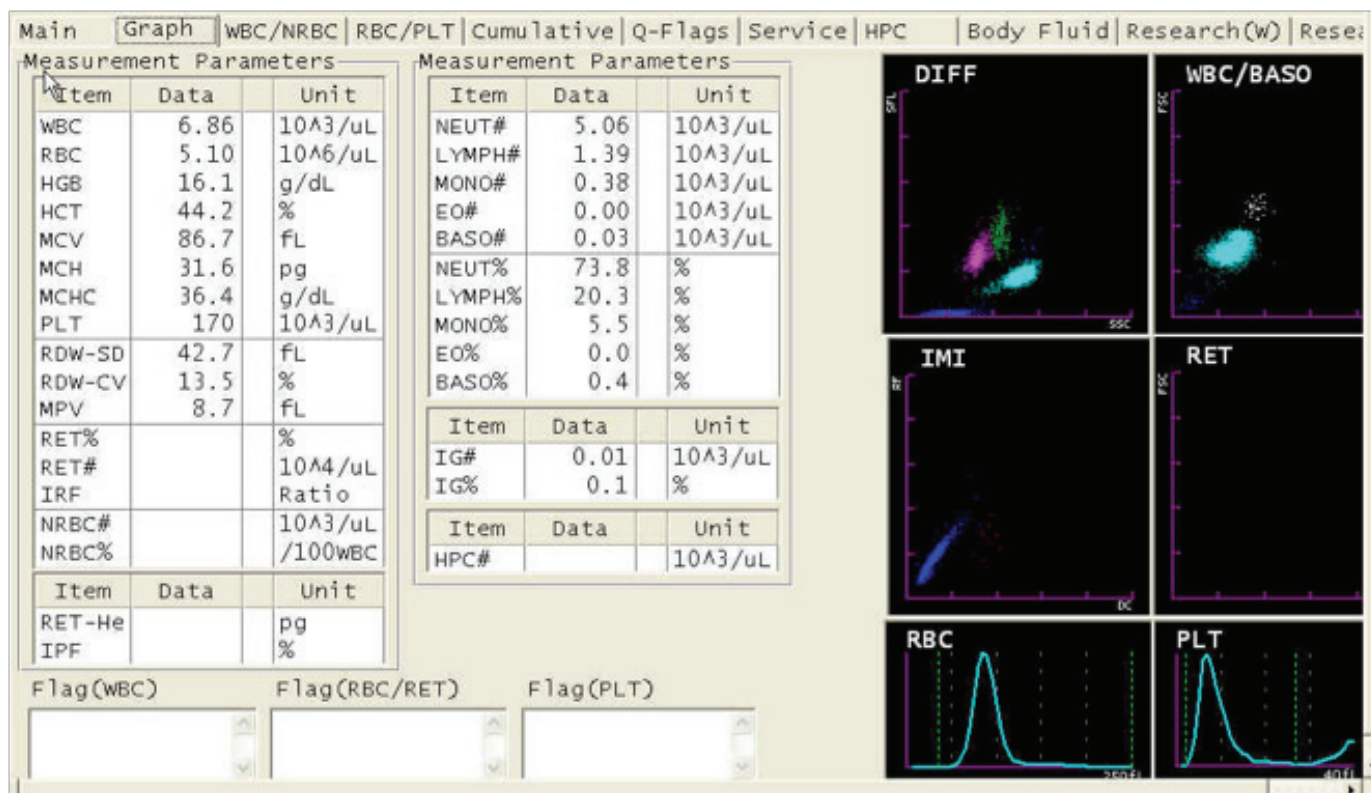 Main Graph WBC/NRBC RBC/PLT Cumulative Q-Flags Service HPC Body Fluid Research(W)
Measurement Parameters
Item Data Unit
WBC 6.86 10^3/uL
RBC 5.10 10^6/uL
HGB 16.1 g/dL
HCT 44.2 %
MCV 86.7 fL
MCH 31.6 pg
MCHC 36.4 g/dL
PLT 170 10^3/uL
RDW-SD 42.7 fL
RDW-CV 13.5 %
MPV 8.7 fL
RET% %
RET# 10^4/uL
IRF Ratio
NRBC# 10^3/uL
NRBC% /100WBC
Item Data Unit
RET-He pg
IPF %
Measurement Parameters
Item Data Unit
NEUT# 5.06 10^3/uL
LYMPH# 1.39 10^3/uL
MONO# 0.38 10^3/uL
EO# 0.00 10^3/uL
BASO# 0.03 10^3/uL
NEUT% 73.8 %
LYMPH% 20.3 %
MONO% 5.5 %
EO% 0.0 %
BASO% 0.4 %
Item Data Unit
IG# 0.01 10^3/uL
IG% 0.1 %
Item Data Unit
HPC# 10^3/uL
Flag(WBC) Flag(RBC/RET) Flag(PLT)
DIFF
SFL
SSC
WBC/BASO
FSC
IMI
RF
DC
RET
FSC
RBC
250fL
PLT
40fL